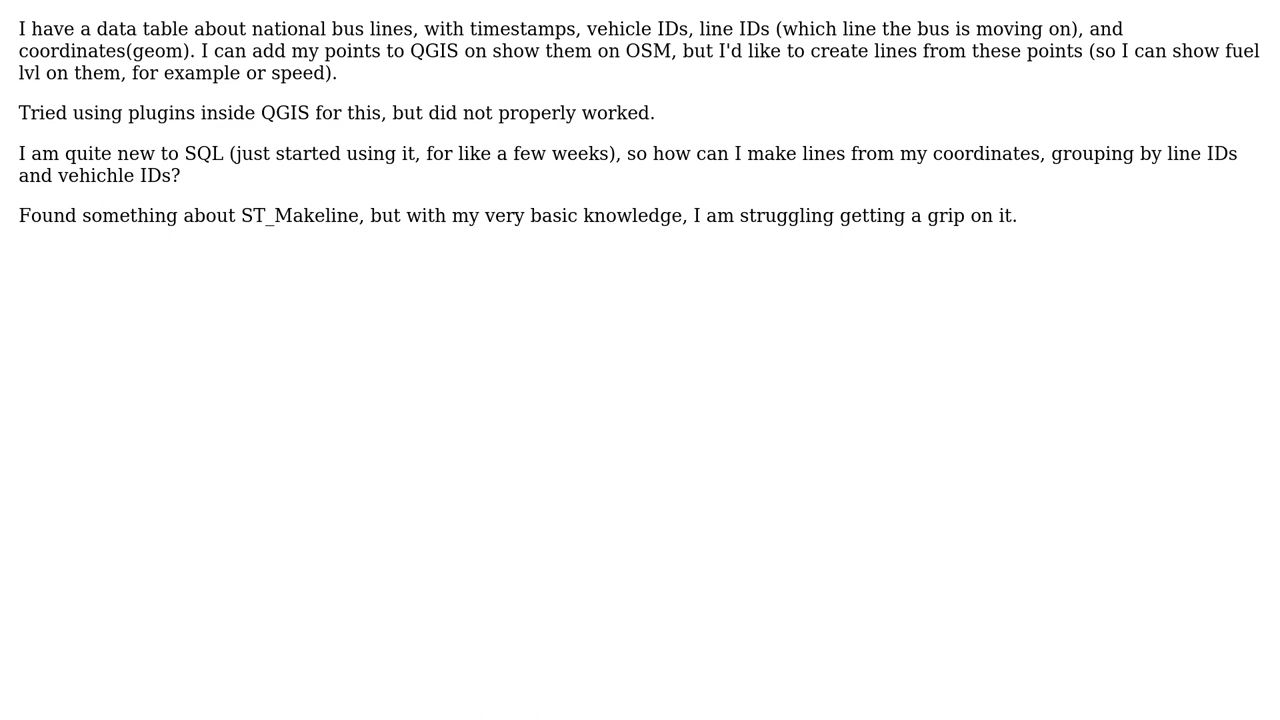 I have a data table about national bus lines, with timestamps, vehicle IDs, line IDs (which line the bus is moving on), and
coordinates(geom). I can add my points to QGIS on show them on OSM, but I'd like to create lines from these points (so I can show fuel
lvl on them, for example or speed).
Tried using plugins inside QGIS for this, but did not properly worked.
I am quite new to SQL (just started using it, for like a few weeks), so how can I make lines from my coordinates, grouping by line IDs
and vehichle IDs?
Found something about ST_Makeline, but with my very basic knowledge, I am struggling getting a grip on it.